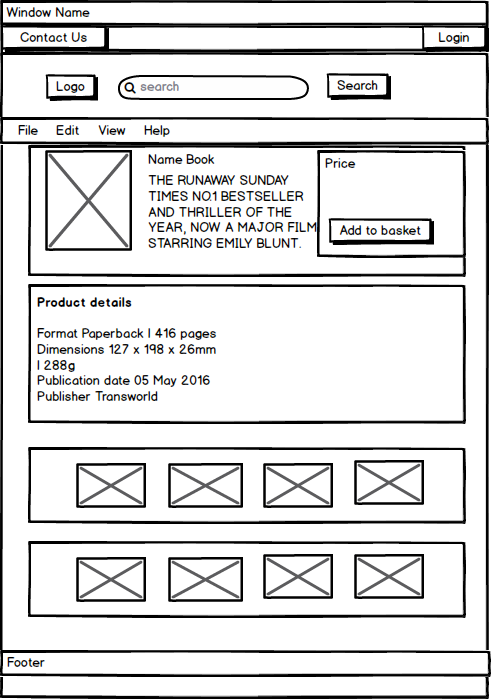 Window Name
Contact Us
Login
Logo
search
Search
File Edit View Help
Name Book
THE RUNAWAY SUNDAY
TIMES NO.1 BESTSELLER
AND THRILLER OF THE
YEAR, NOW A MAJOR FILM
STARRING EMILY BLUNT.
Price
Add to basket
Product details
Format Paperback | 416 pages
Dimensions 127 x 198 x 26mm
| 288g
Publication date 05 May 2016
Publisher Transworld
Footer